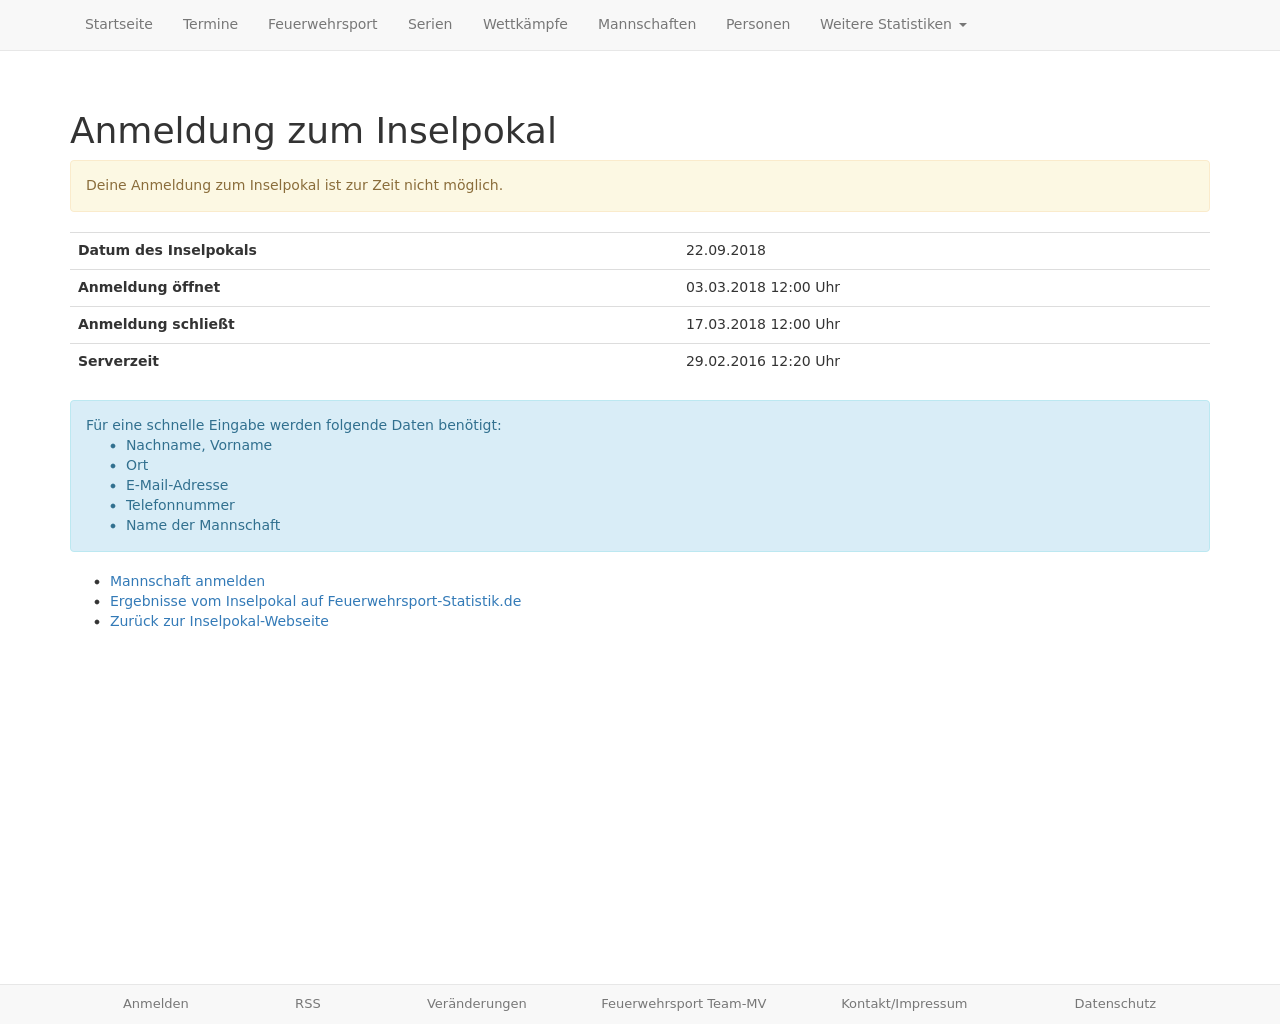 Startseite Termine Feuerwehrsport Serien Wettkämpfe Mannschaften Personen Weitere Statistiken
Anmeldung zum Inselpokal
Deine Anmeldung zum Inselpokal ist zur Zeit nicht möglich.
Datum des Inselpokals 22.09.2018
Anmeldung öffnet 03.03.2018 12:00 Uhr
Anmeldung schließt 17.03.2018 12:00 Uhr
Serverzeit 29.02.2016 12:20 Uhr
Für eine schnelle Eingabe werden folgende Daten benötigt:
• Nachname, Vorname
• Ort
• E-Mail-Adresse
• Telefonnummer
• Name der Mannschaft
• Mannschaft anmelden
• Ergebnisse vom Inselpokal auf Feuerwehrsport-Statistik.de
• Zurück zur Inselpokal-Webseite
Anmelden RSS Veränderungen Feuerwehrsport Team-MV Kontakt/Impressum Datenschutz